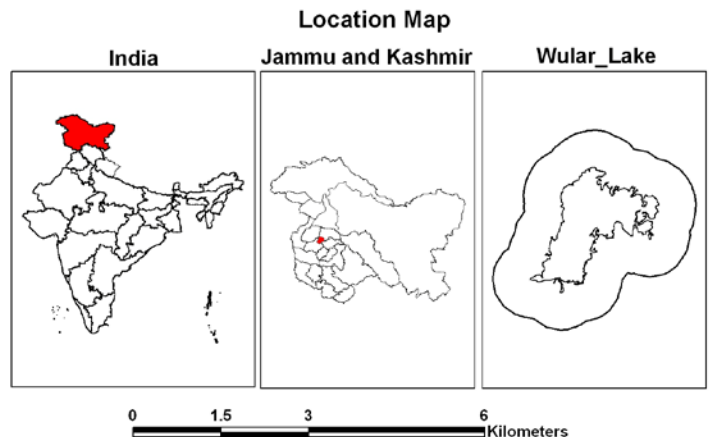 Location Map
India
Jammu and Kashmir
Wular_Lake
0 1.5 3 6
Kilometers